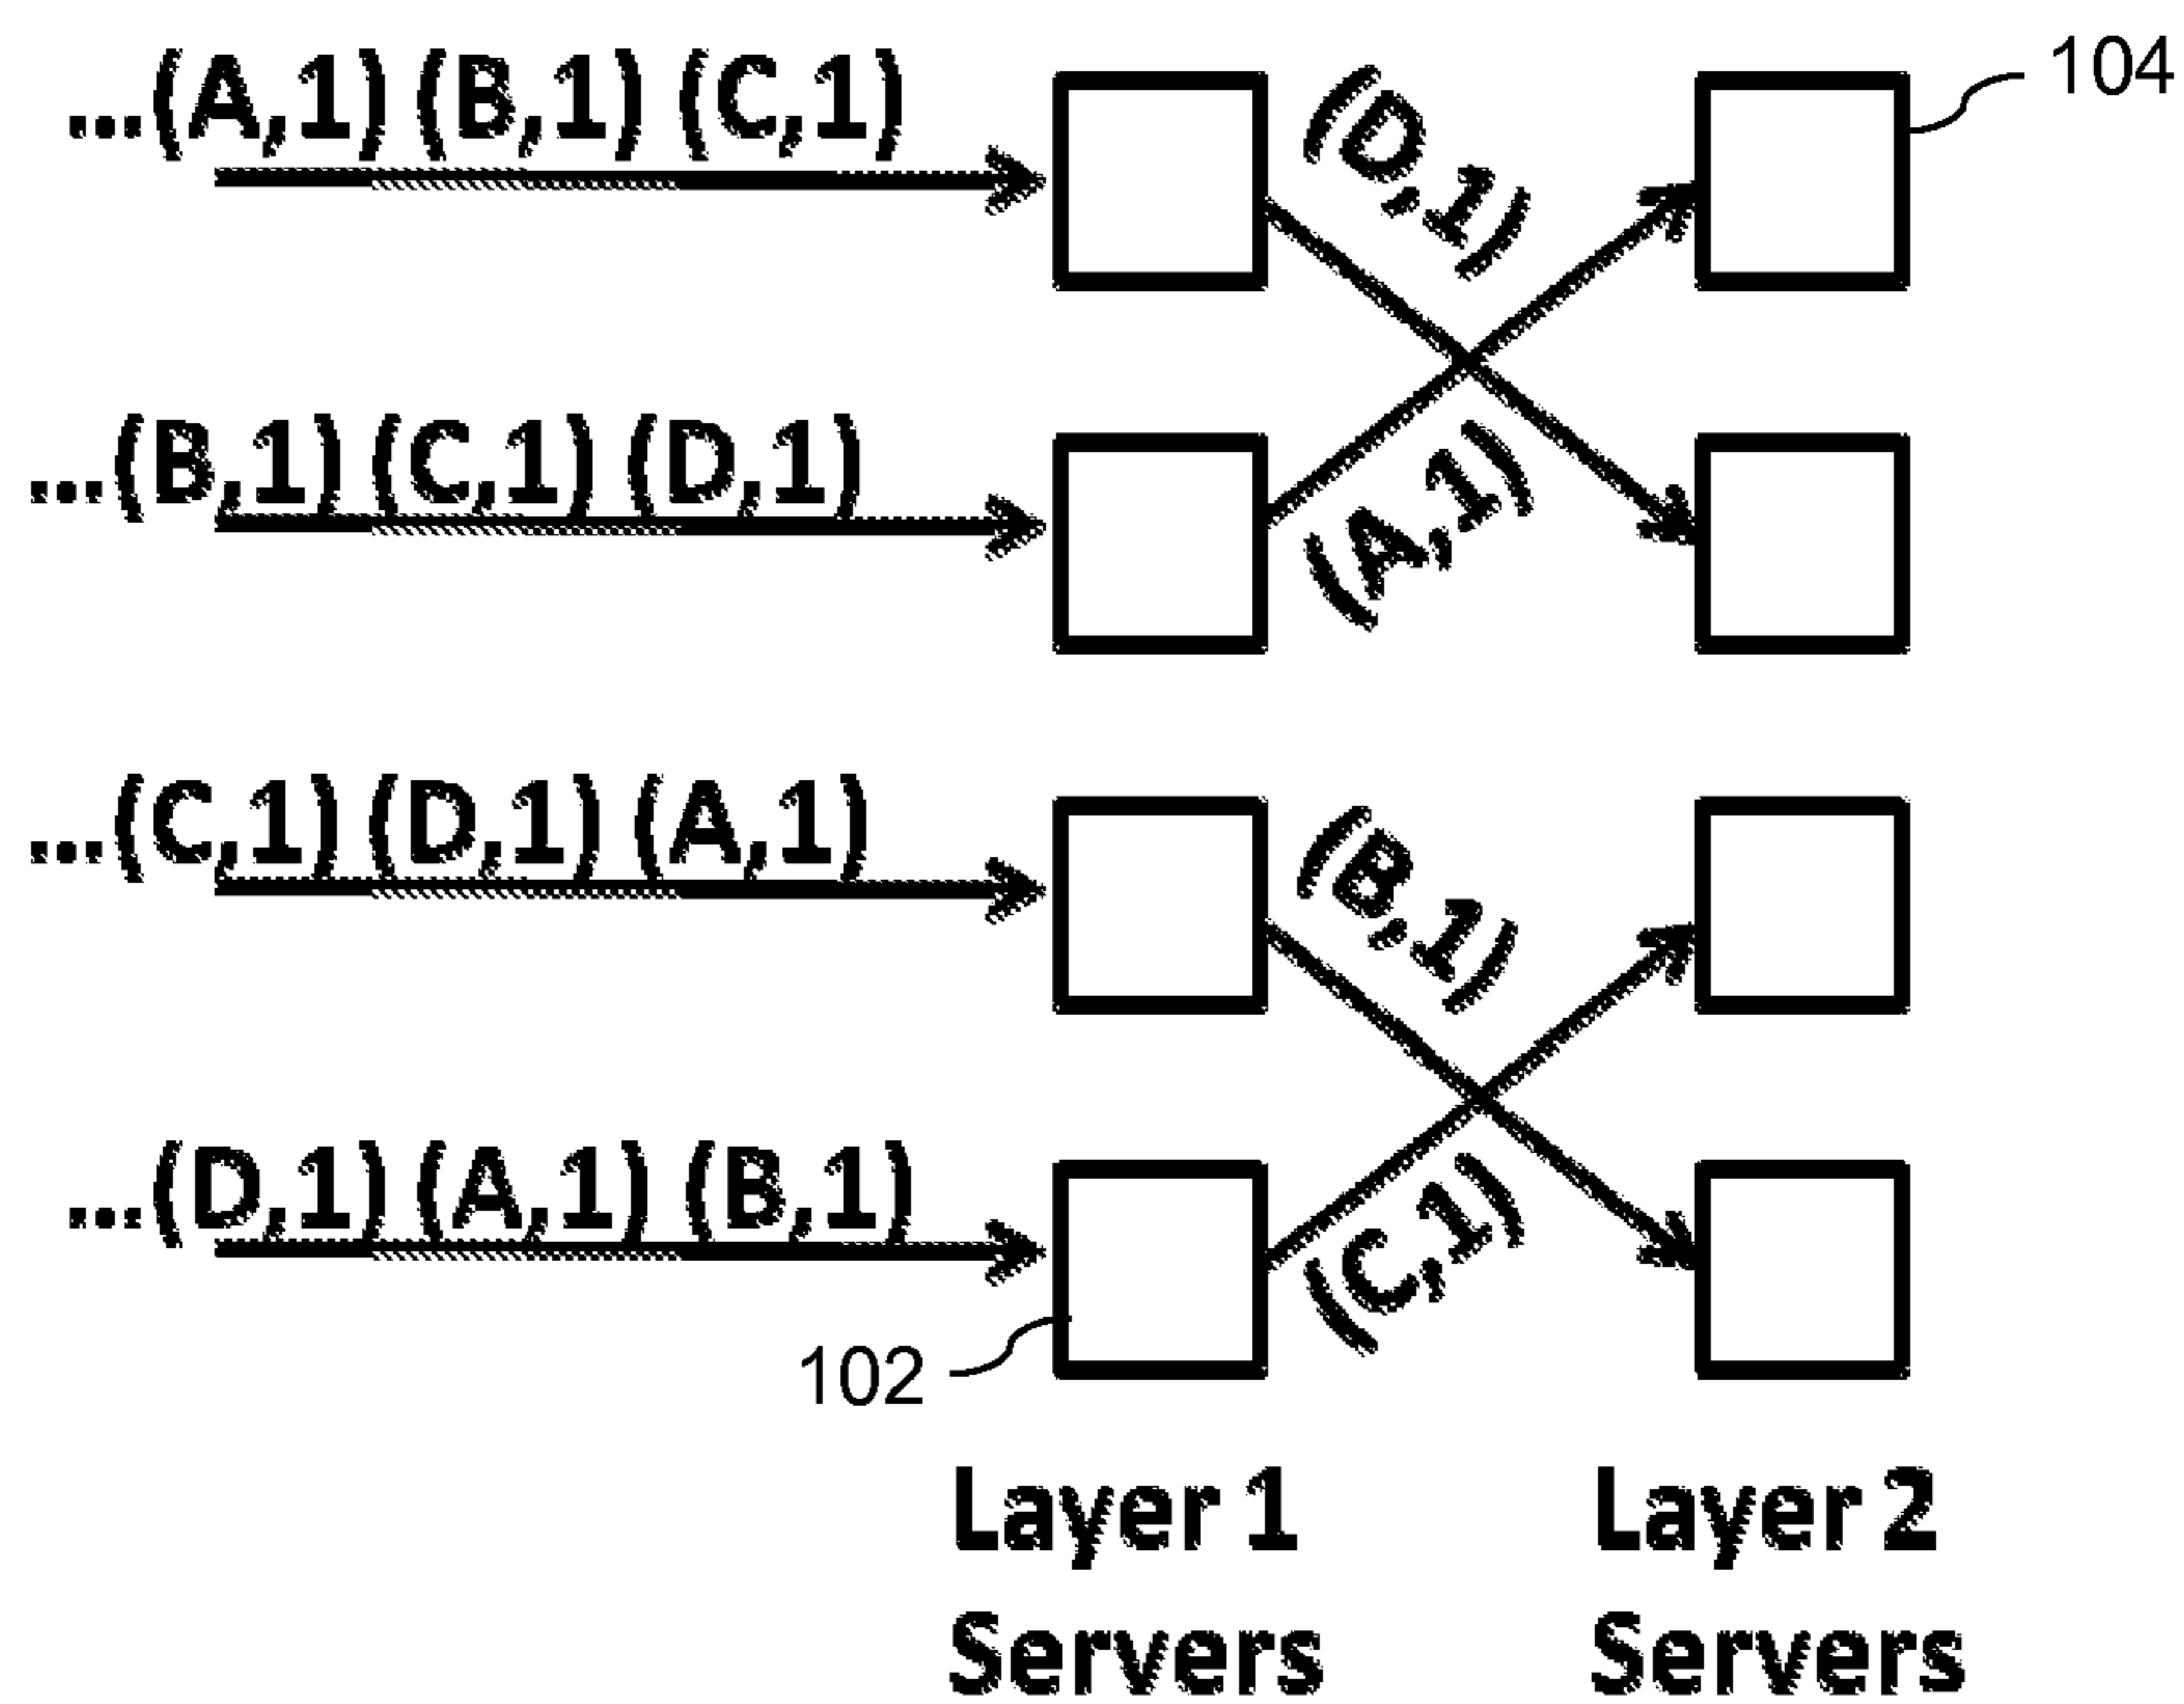 104
...(A,1) (B,1) (C,1)
(D,1)
...(B,1) (C,1) (D,1)
(A,1)
...(C,1) (D,1) (A,1)
(B,1)
...(D,1) (A,1) (B,1)
(C,1)
102
Layer 1
Servers
Layer 2
Servers